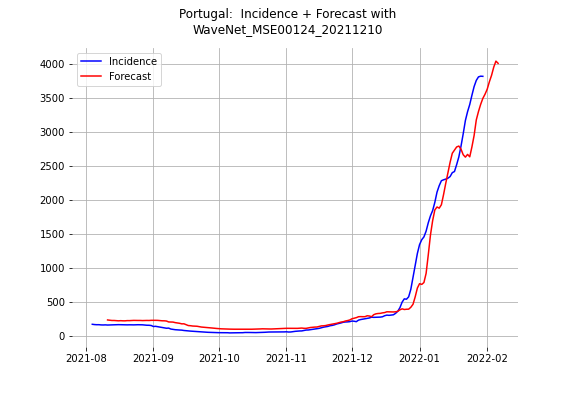 Portugal:  Incidence + Forecast with
WaveNet_MSE00124_20211210
Incidence
Forecast
4000
3500
3000
2500
2000
1500
1000
500
0
2021-08 2021-09 2021-10 2021-11 2021-12 2022-01 2022-02